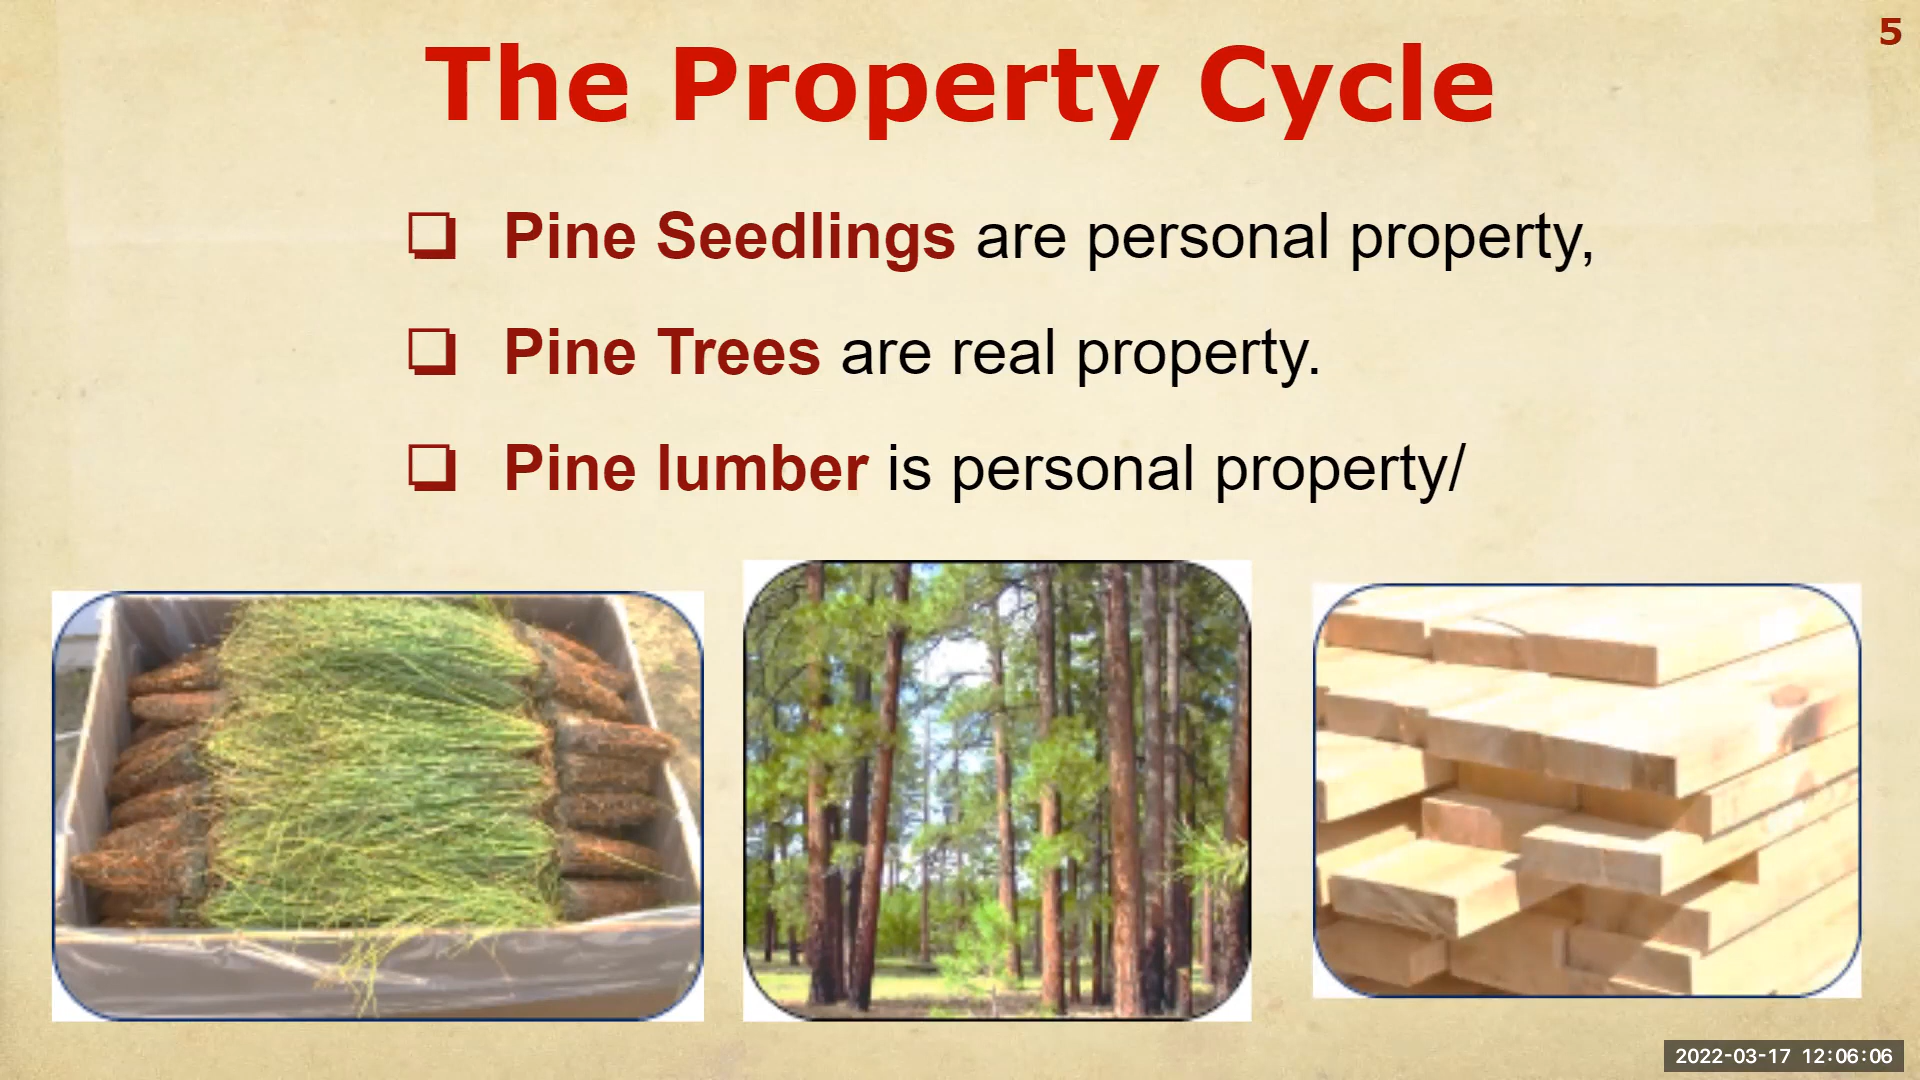 5
The Property Cycle
❑ Pine Seedlings are personal property,
❑ Pine Trees are real property.
❑ Pine lumber is personal property/
2022-03-17 12:06:06